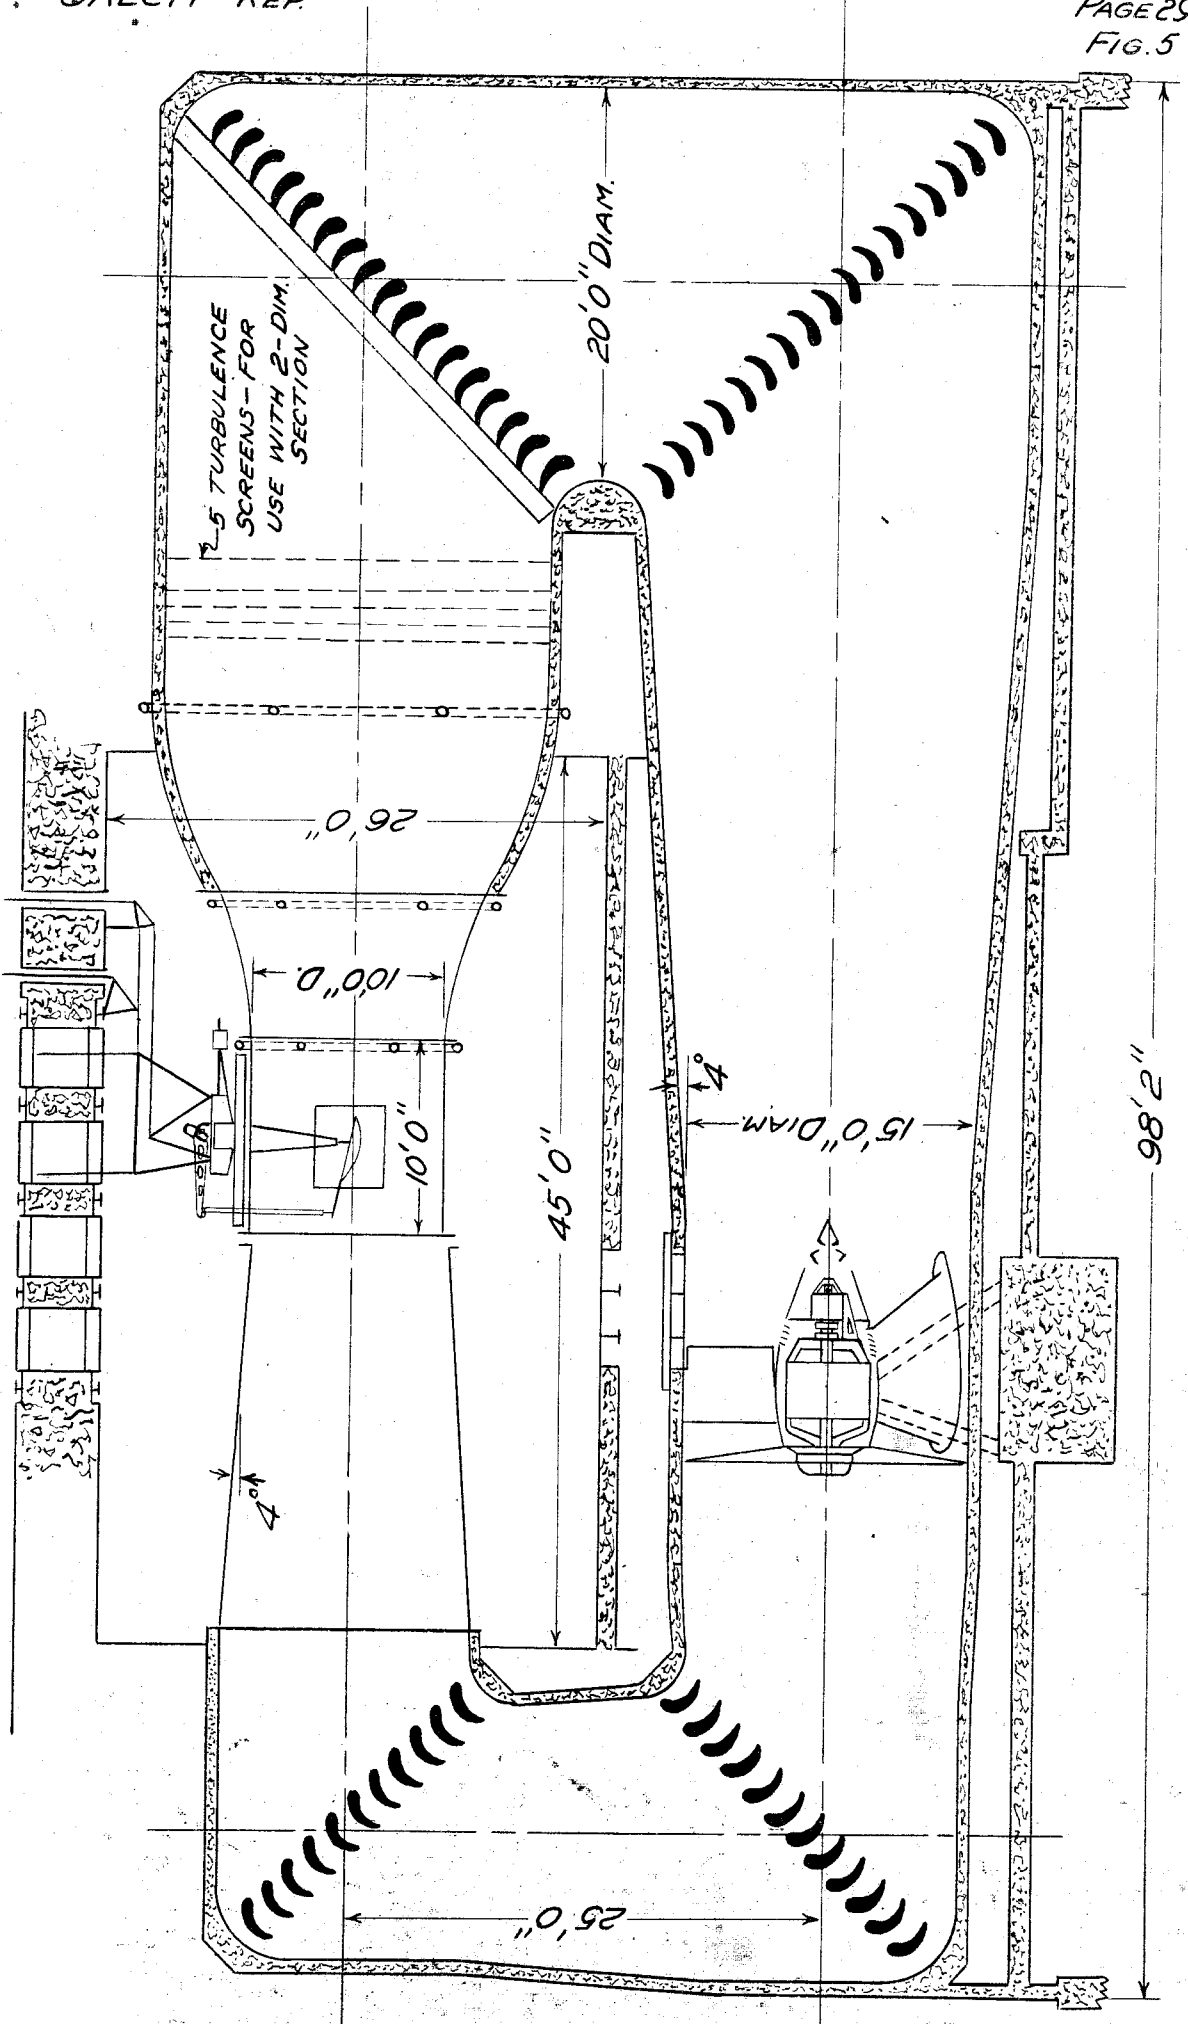 GALCIT REP.
PAGE 29
FIG. 5
20'0" DIAM.
5 TURBULENCE
SCREENS-FOR
USE WITH 2-DIM.
SECTION
26'0"
10'0" D.
10'0"
45'0"
4°
15'0" DIAM.
98'2"
4°
25'0"